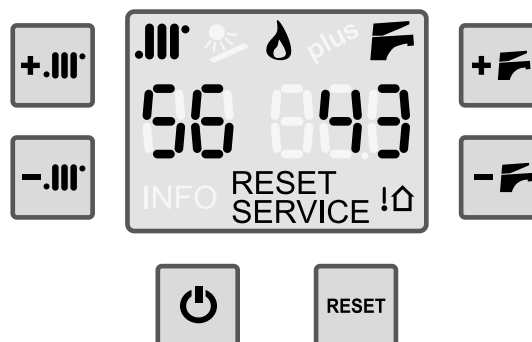 plus
+ +
56 43
- -
RESET
INFO SERVICE !
RESET